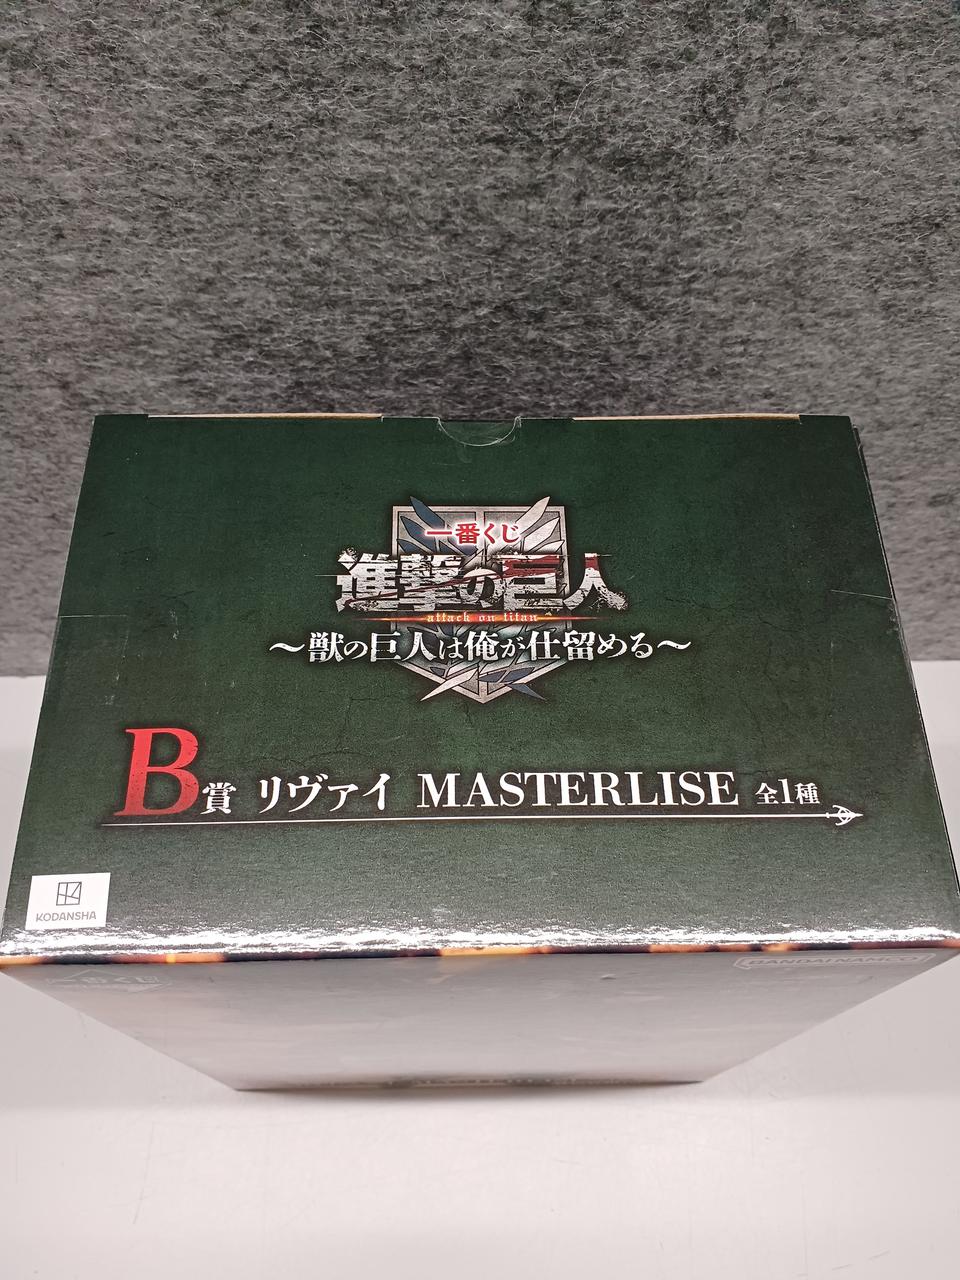 一番くじ
進撃の巨人
attack on titan
～獣の巨人は俺が仕留める～
B賞 リヴァイ MASTERLISE 全1種
KODANSHA
BANDAI NAMCO